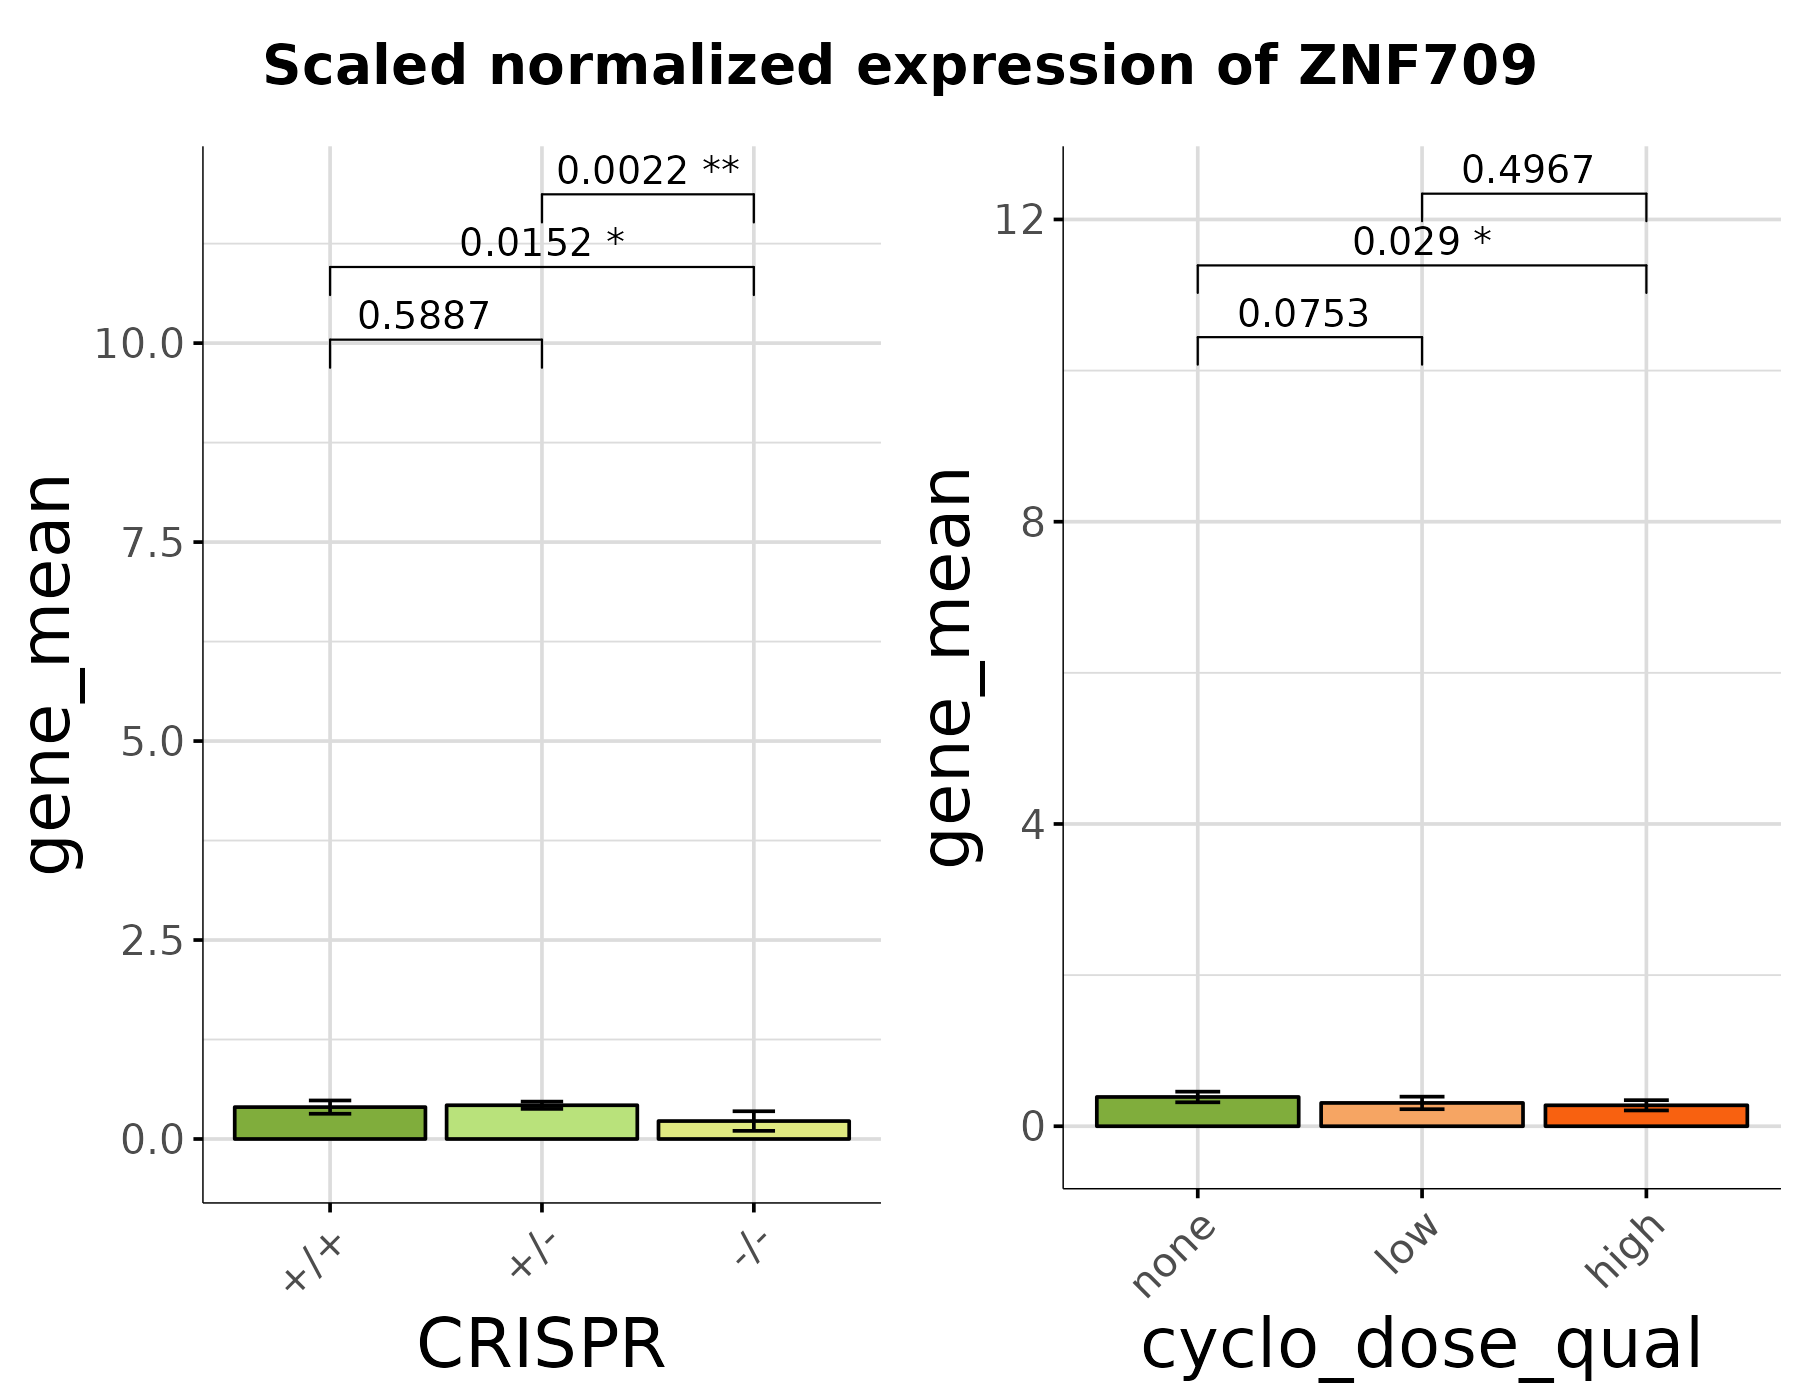 Scaled normalized expression of ZNF709
gene_mean
10.0
7.5
5.0
2.5
0.0
0.0022 **
0.0152 *
0.5887
+/+
+/-
-/-
CRISPR
gene_mean
12
8
4
0
0.4967
0.029 *
0.0753
none
low
high
cyclo_dose_qual